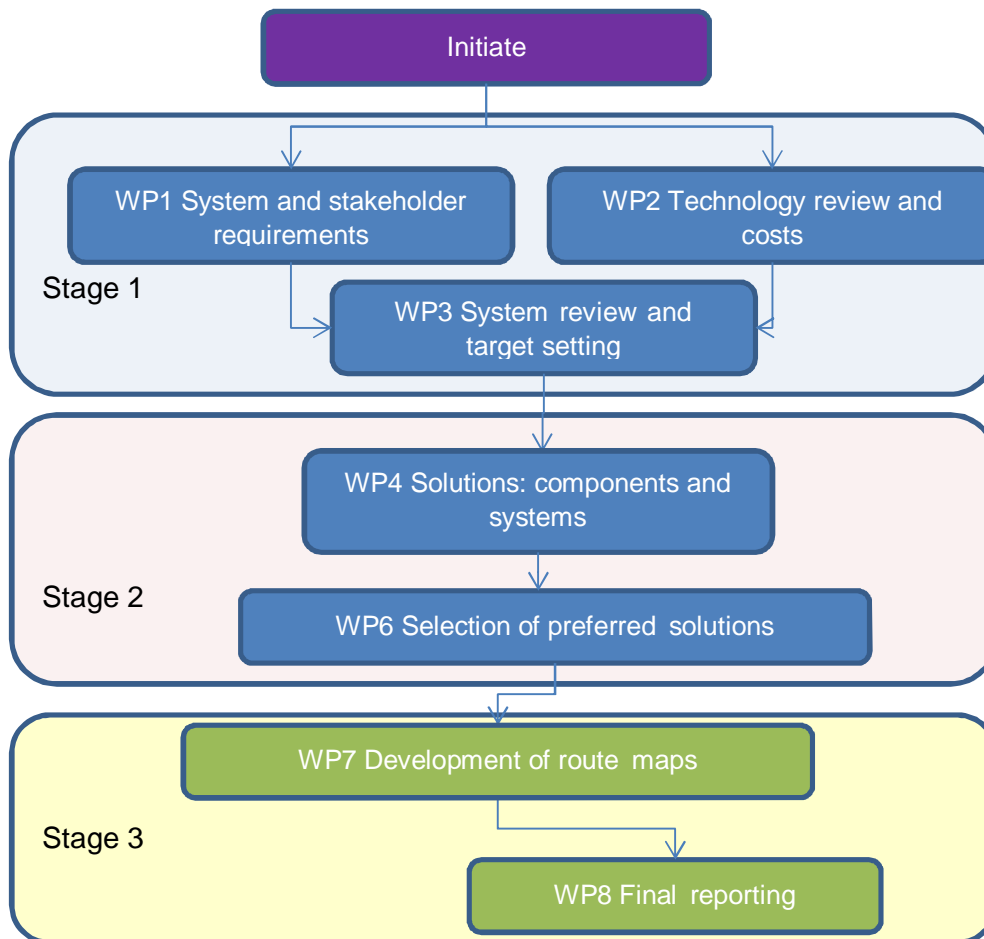 Initiate
WP1 System and stakeholder
requirements
WP2 Technology review and
costs
Stage 1
WP3 System review and
target setting
WP4 Solutions: components and
systems
Stage 2
WP6 Selection of preferred solutions
WP7 Development of route maps
Stage 3
WP8 Final reporting